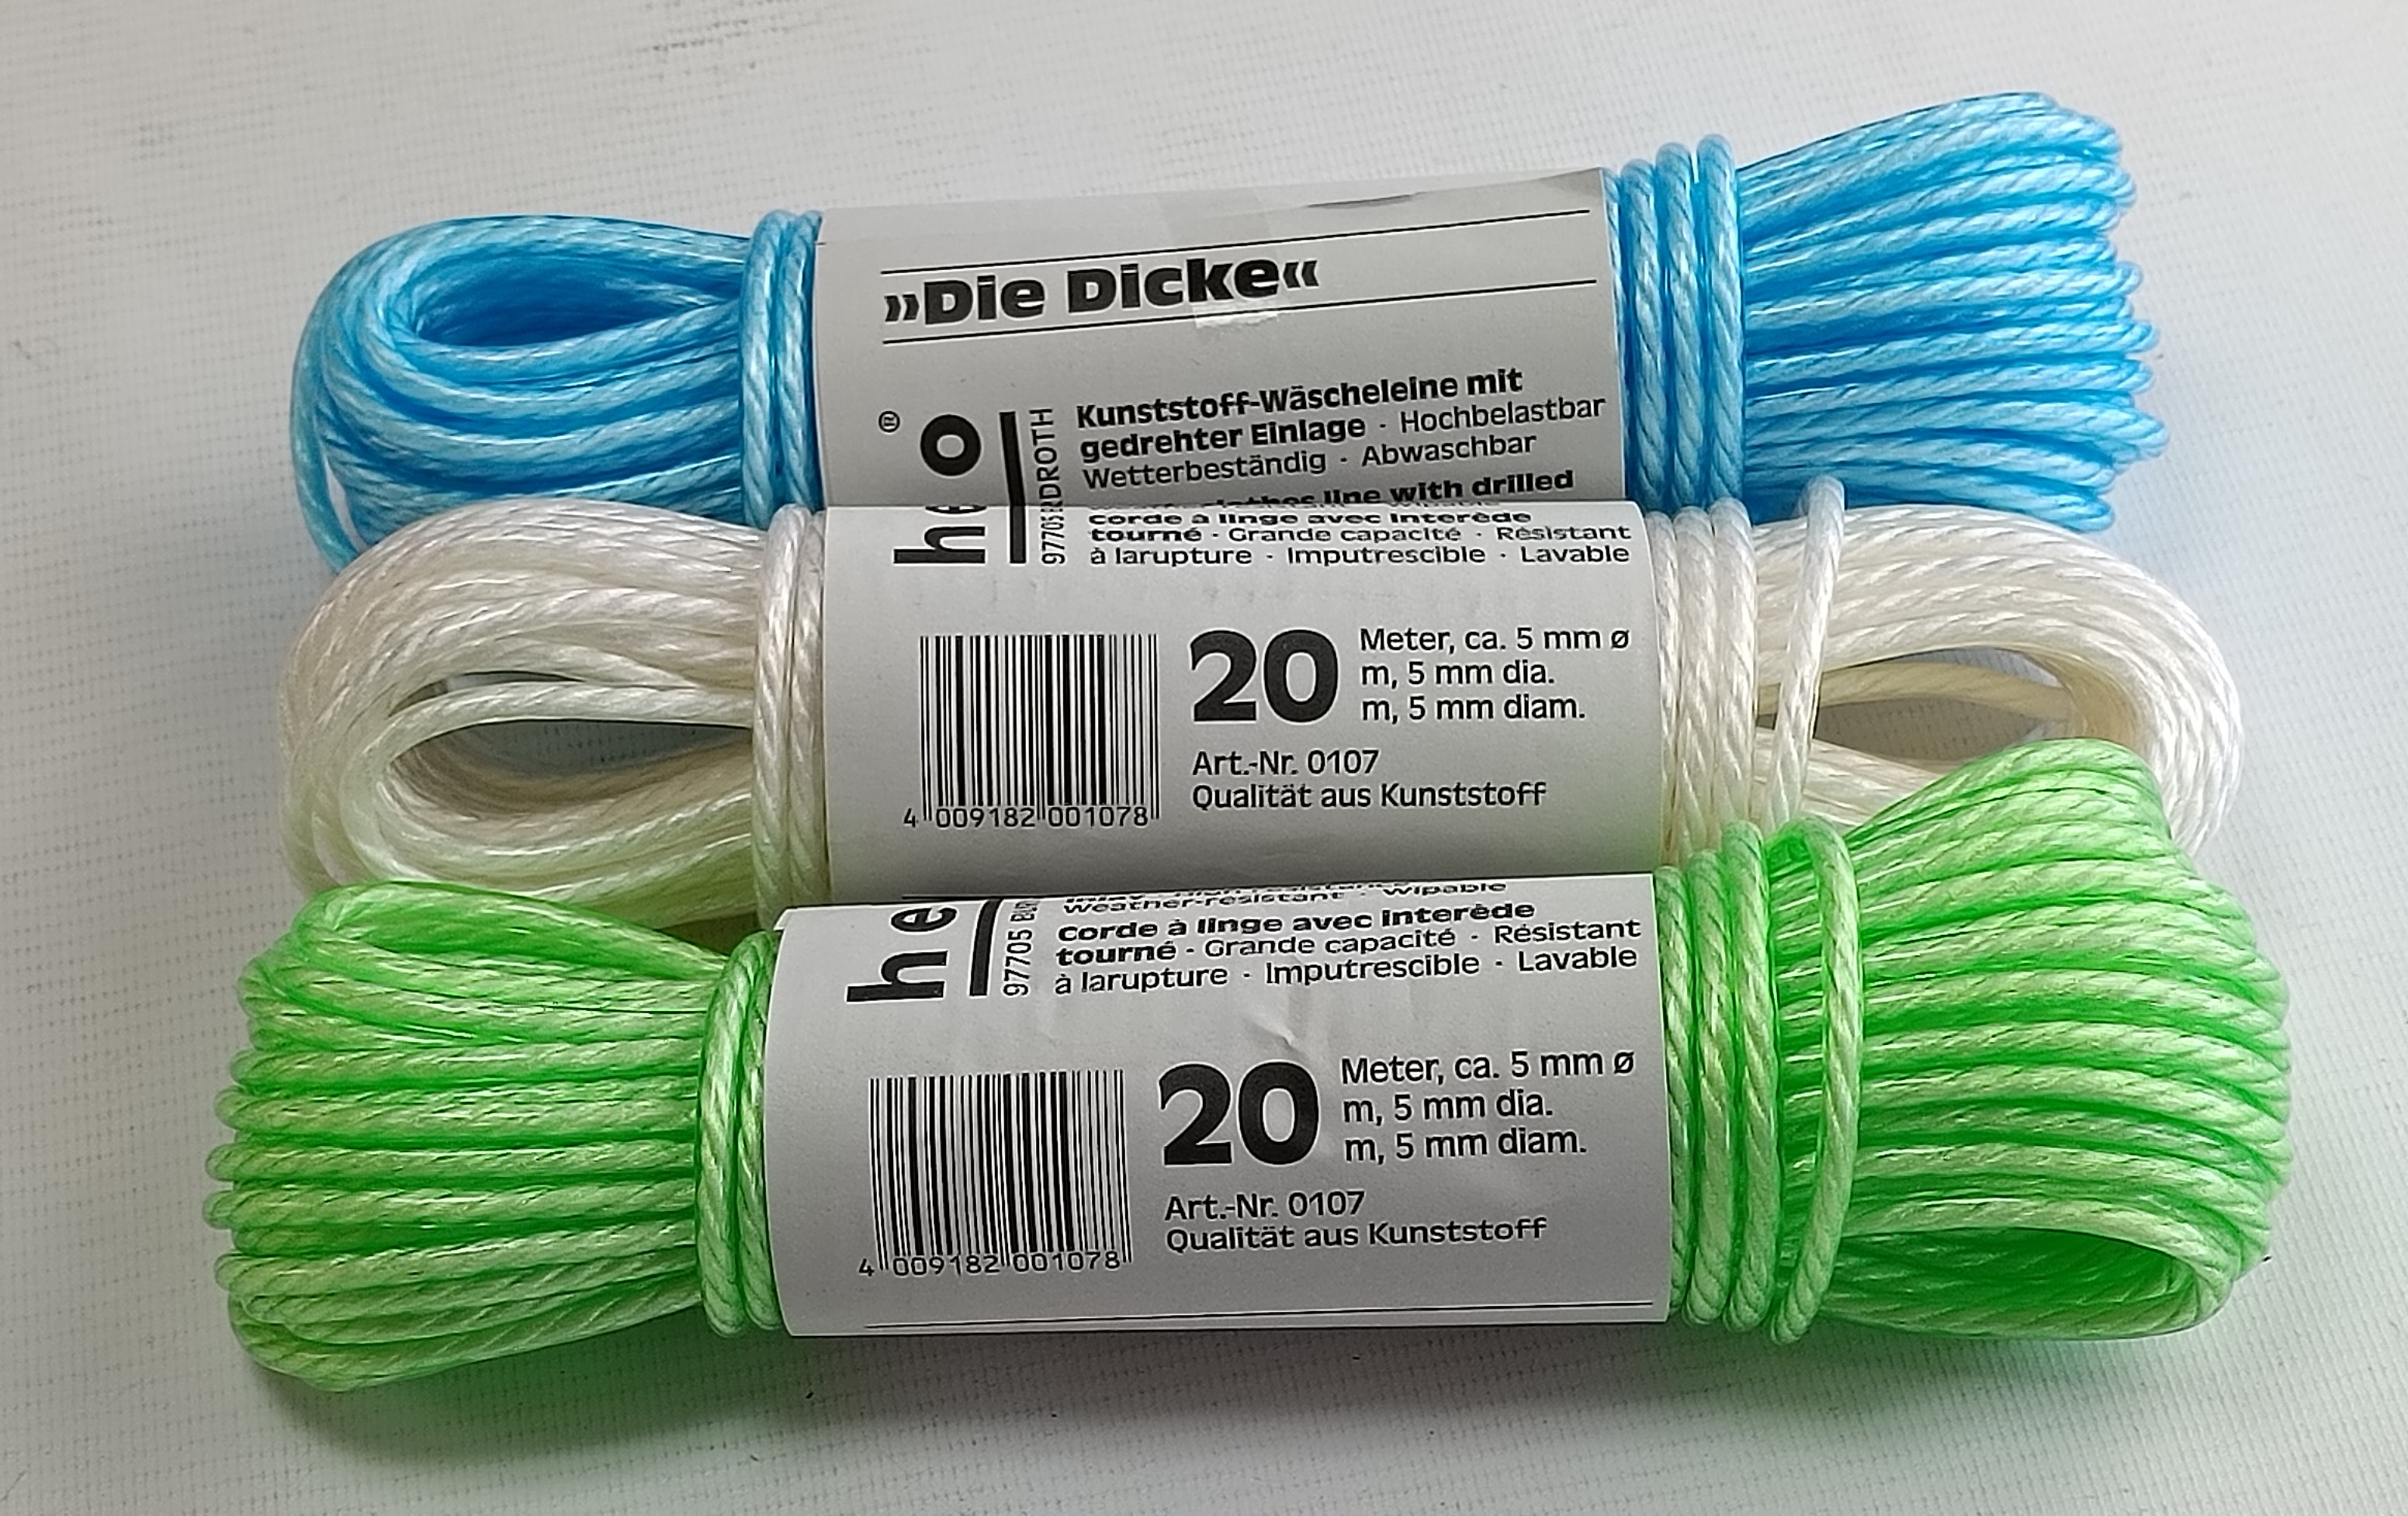 »Die Dicke«
Kunststoff-Wäscheleine mit
gedrehter Einlage · Hochbelastbar
Wetterbeständig · Abwaschbar
line with drilled
®
corde à linge avec interède
tourné · Grande capacité · Résistant
à larupture · Imputrescible · Lavable
20
Meter, ca. 5 mm ø
m, 5 mm dia.
m, 5 mm diam.
Art.-Nr. 0107
Qualität aus Kunststoff
4 009182 001078
Weather-resistant · Wipable
corde à linge avec interède
tourné · Grande capacité · Résistant
à larupture · Imputrescible · Lavable
97705
20
Meter, ca. 5 mm ø
m, 5 mm dia.
m, 5 mm diam.
Art.-Nr. 0107
Qualität aus Kunststoff
4 009182 001078